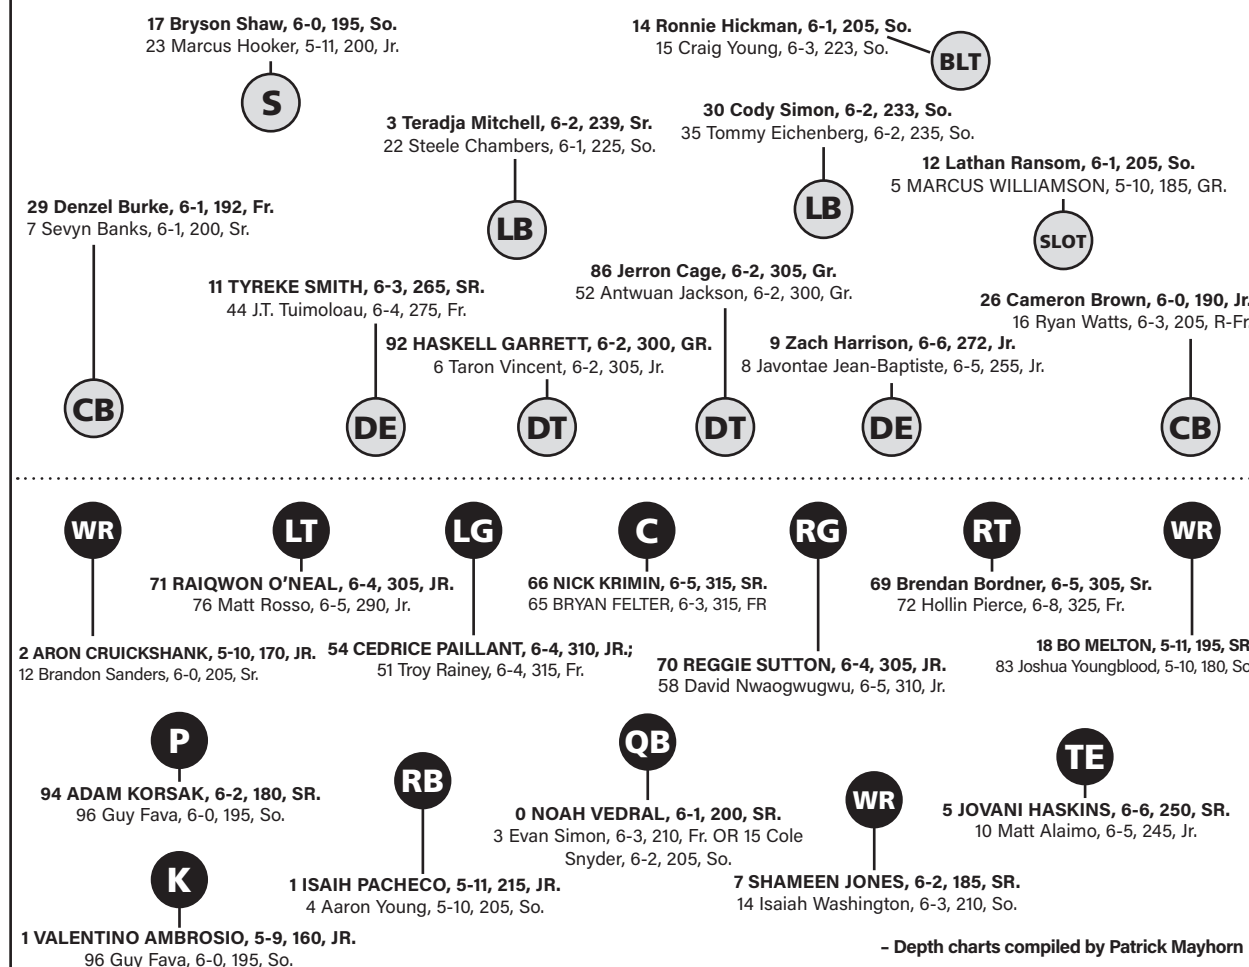 17 Bryson Shaw, 6-0, 195, So.
23 Marcus Hooker, 5-11, 200, Jr.
S
14 Ronnie Hickman, 6-1, 205, So.
15 Craig Young, 6-3, 223, So.
BLT
3 Teradja Mitchell, 6-2, 239, Sr.
22 Steele Chambers, 6-1, 225, So.
LB
30 Cody Simon, 6-2, 233, So.
35 Tommy Eichenberg, 6-2, 235, So.
LB
12 Lathan Ransom, 6-1, 205, So.
5 MARCUS WILLIAMSON, 5-10, 185, GR.
SLOT
29 Denzel Burke, 6-1, 192, Fr.
7 Sevyn Banks, 6-1, 200, Sr.
CB
11 TYREKE SMITH, 6-3, 265, SR.
44 J.T. Tuimoloau, 6-4, 275, Fr.
DE
92 HASKELL GARRETT, 6-2, 300, GR.
6 Taron Vincent, 6-2, 305, Jr.
DT
86 Jerron Cage, 6-2, 305, Gr.
52 Antwuan Jackson, 6-2, 300, Gr.
DT
9 Zach Harrison, 6-6, 272, Jr.
8 Javontae Jean-Baptiste, 6-5, 255, Jr.
DE
26 Cameron Brown, 6-0, 190, Jr.
16 Ryan Watts, 6-3, 205, R-Fr
CB
WR
2 ARON CRUICKSHANK, 5-10, 170, JR.
12 Brandon Sanders, 6-0, 205, Sr.
LT
71 RAIQWON O'NEAL, 6-4, 305, JR.
76 Matt Rosso, 6-5, 290, Jr.
LG
54 CEDRICE PAILLANT, 6-4, 310, JR.;
51 Troy Rainey, 6-4, 315, Fr.
C
66 NICK KRIMIN, 6-5, 315, SR.
65 BRYAN FELTER, 6-3, 315, FR
RG
70 REGGIE SUTTON, 6-4, 305, JR.
58 David Nwaogwugwu, 6-5, 310, Jr.
RT
69 Brendan Bordner, 6-5, 305, Sr.
72 Hollin Pierce, 6-8, 325, Fr.
WR
18 BO MELTON, 5-11, 195, SR
83 Joshua Youngblood, 5-10, 180, So
P
94 ADAM KORSAK, 6-2, 180, SR.
96 Guy Fava, 6-0, 195, So.
RB
1 ISAIH PACHECO, 5-11, 215, JR.
4 Aaron Young, 5-10, 205, So.
QB
0 NOAH VEDRAL, 6-1, 200, SR.
3 Evan Simon, 6-3, 210, Fr. OR 15 Cole
Snyder, 6-2, 205, So.
WR
7 SHAMEEN JONES, 6-2, 185, SR.
14 Isaiah Washington, 6-3, 210, So.
TE
5 JOVANI HASKINS, 6-6, 250, SR.
10 Matt Alaimo, 6-5, 245, Jr.
K
1 VALENTINO AMBROSIO, 5-9, 160, JR.
96 Guy Fava, 6-0, 195, So.
– Depth charts compiled by Patrick Mayhorn